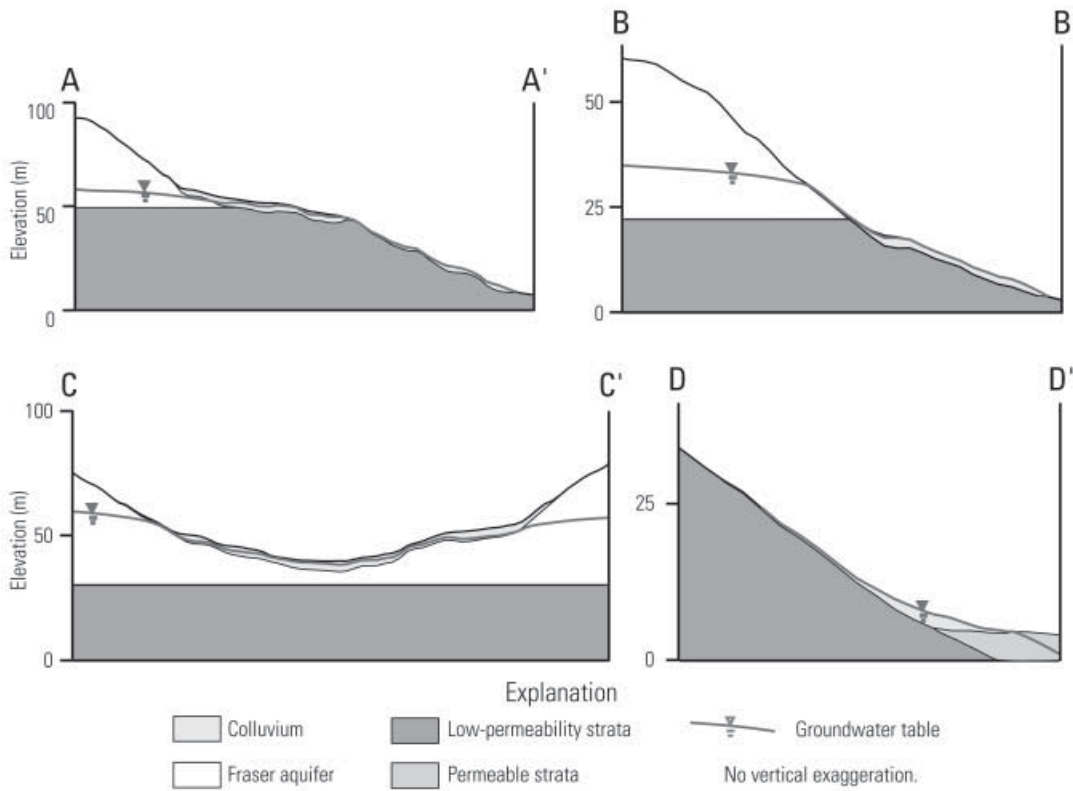 A
A'
100
50
0
Elevation (m)
B
B
50
25
0
C
C'
100
50
0
Elevation (m)
D
D'
25
0
Explanation
Colluvium
Low-permeability strata
Groundwater table
Fraser aquifer
Permeable strata
No vertical exaggeration.